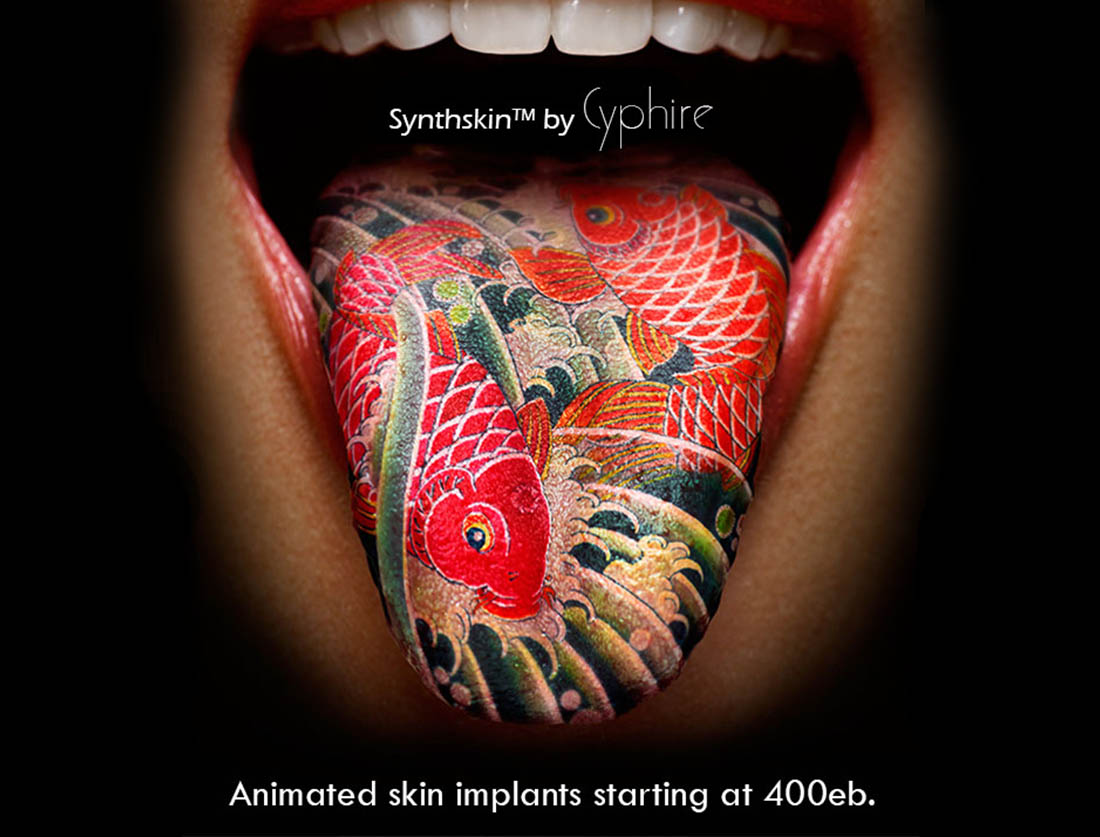 Synthskin™ by Cyphire
Animated skin implants starting at 400eb.